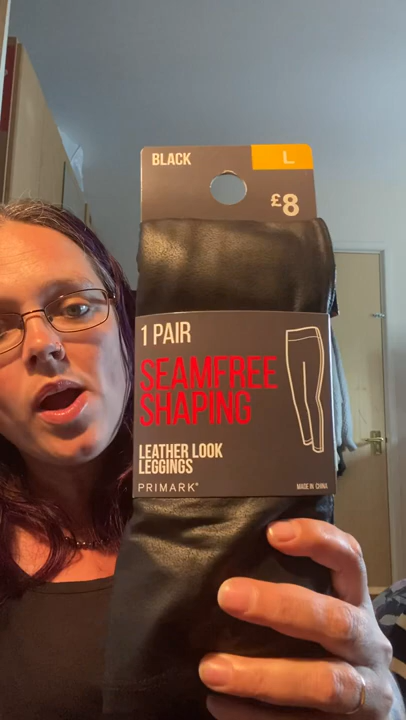 BLACK
L
£8
1 PAIR
SEAMFREE
SHAPING
LEATHER LOOK
LEGGINGS
PRIMARK®
MADE IN CHINA